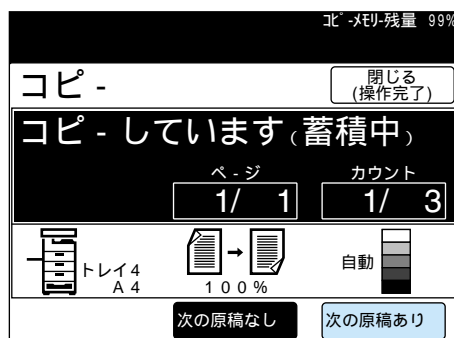 コピ-メモリ-残量 99%
コピ-
閉じる
(操作完了)
コピ-しています(蓄積中)
ペ-ジ
カウント
1/ 1
1/ 3
トレイ4
A4
100%
自動
次の原稿なし
次の原稿あり